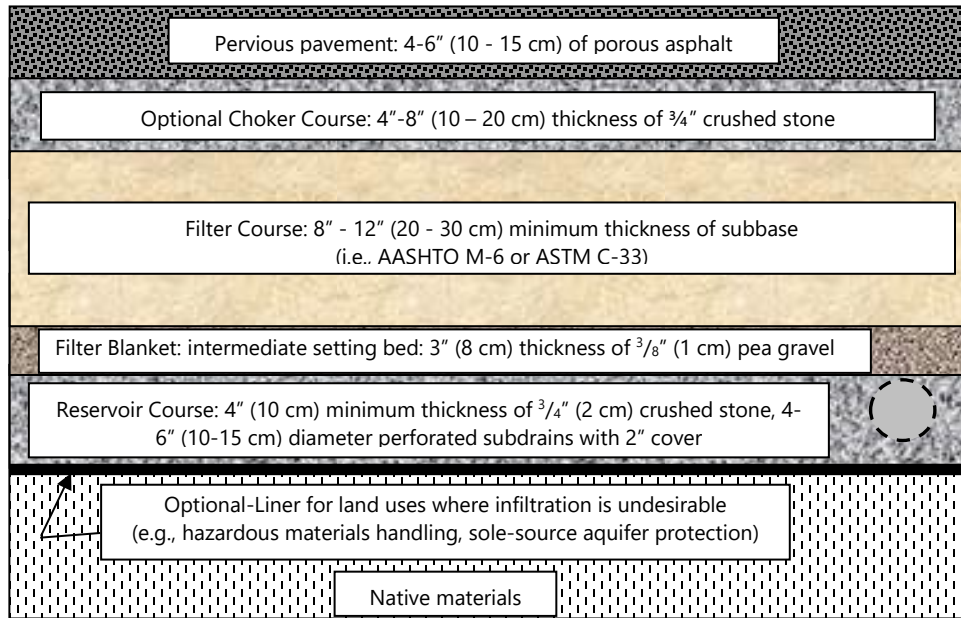 Pervious pavement: 4-6” (10 - 15 cm) of porous asphalt
Optional Choker Course: 4”-8” (10 – 20 cm) thickness of ¾” crushed stone
Filter Course: 8” - 12” (20 - 30 cm) minimum thickness of subbase
(i.e., AASHTO M-6 or ASTM C-33)
Filter Blanket: intermediate setting bed: 3” (8 cm) thickness of 3/8” (1 cm) pea gravel
Reservoir Course: 4” (10 cm) minimum thickness of 3/4” (2 cm) crushed stone, 4-
6” (10-15 cm) diameter perforated subdrains with 2” cover
Optional-Liner for land uses where infiltration is undesirable
(e.g., hazardous materials handling, sole-source aquifer protection)
Native materials